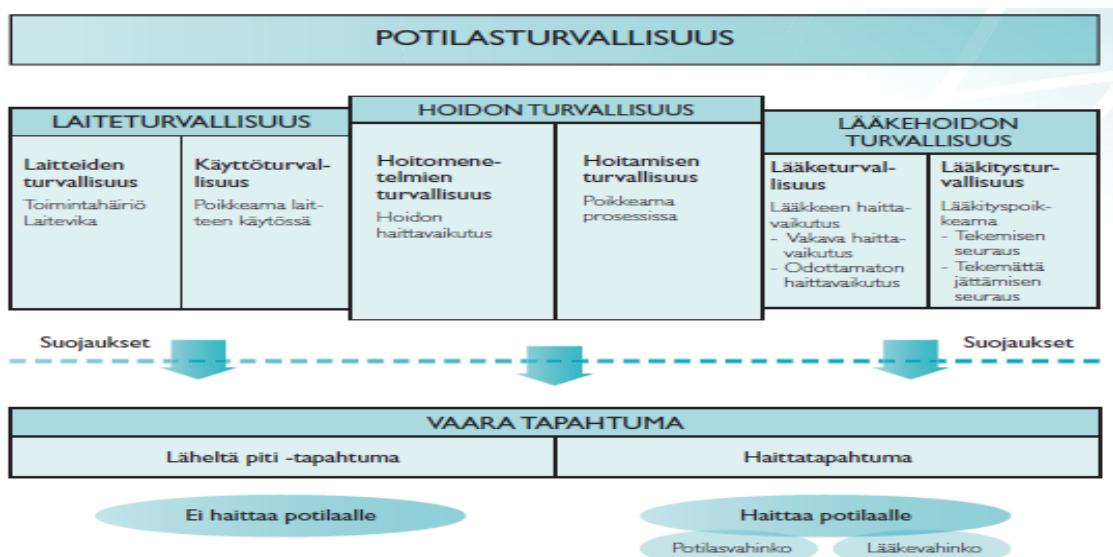 POTILASTURVALLISUUS
LAITETURVALLISUUS
Laitteiden
turvallisuus
Toimintahäiriö
Laitevika
Käyttöturval-
lisuus
Poikkeama lait-
teen käytössä
HOIDON TURVALLISUUS
Hoitomene-
telmien
turvallisuus
Hoidon
haittavaikutus
Hoitamisen
turvallisuus
Poikkeama
prosessissa
LÄÄKEHOIDON
TURVALLISUUS
Lääketurval-
lisuus
Lääkkeen haitta-
vaikutus
- Vakava haitta-
vaikutus
- Odottamaton
haittavaikutus
Lääkitystur-
vallisuus
Lääkityspoik-
keama
- Tekemisen
seuraus
- Tekemättä
jättämisen
seuraus
Suojaukset
Suojaukset
VAARA TAPAHTUMA
Läheltä piti -tapahtuma
Haittatapahtuma
Ei haittaa potilaalle
Haittaa potilaalle
Potilasvahinko
Lääkevahinko